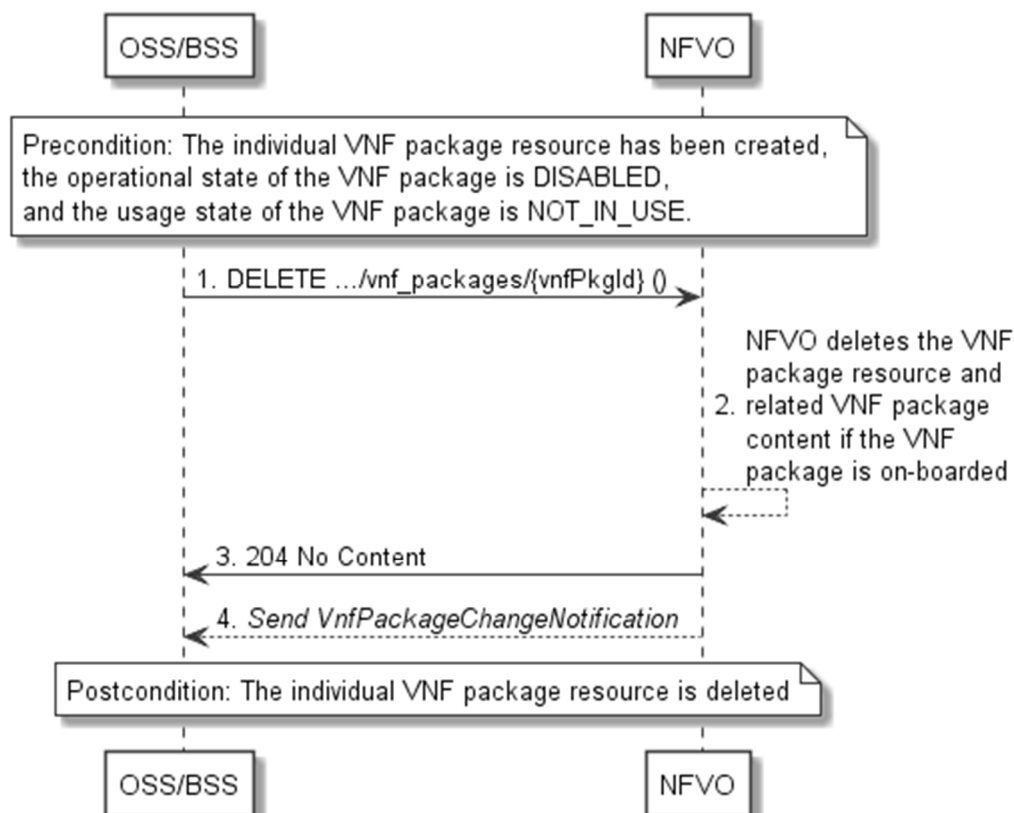 OSS/BSS
NFVO
Precondition: The individual VNF package resource has been created,
the operational state of the VNF package is DISABLED,
and the usage state of the VNF package is NOT_IN_USE.
1. DELETE .../vnf_packages/{vnfPkgId} ()
NFVO deletes the VNF
package resource and
2. related VNF package
content if the VNF
package is on-boarded
3. 204 No Content
4. Send VnfPackageChangeNotification
Postcondition: The individual VNF package resource is deleted
OSS/BSS
NFVO